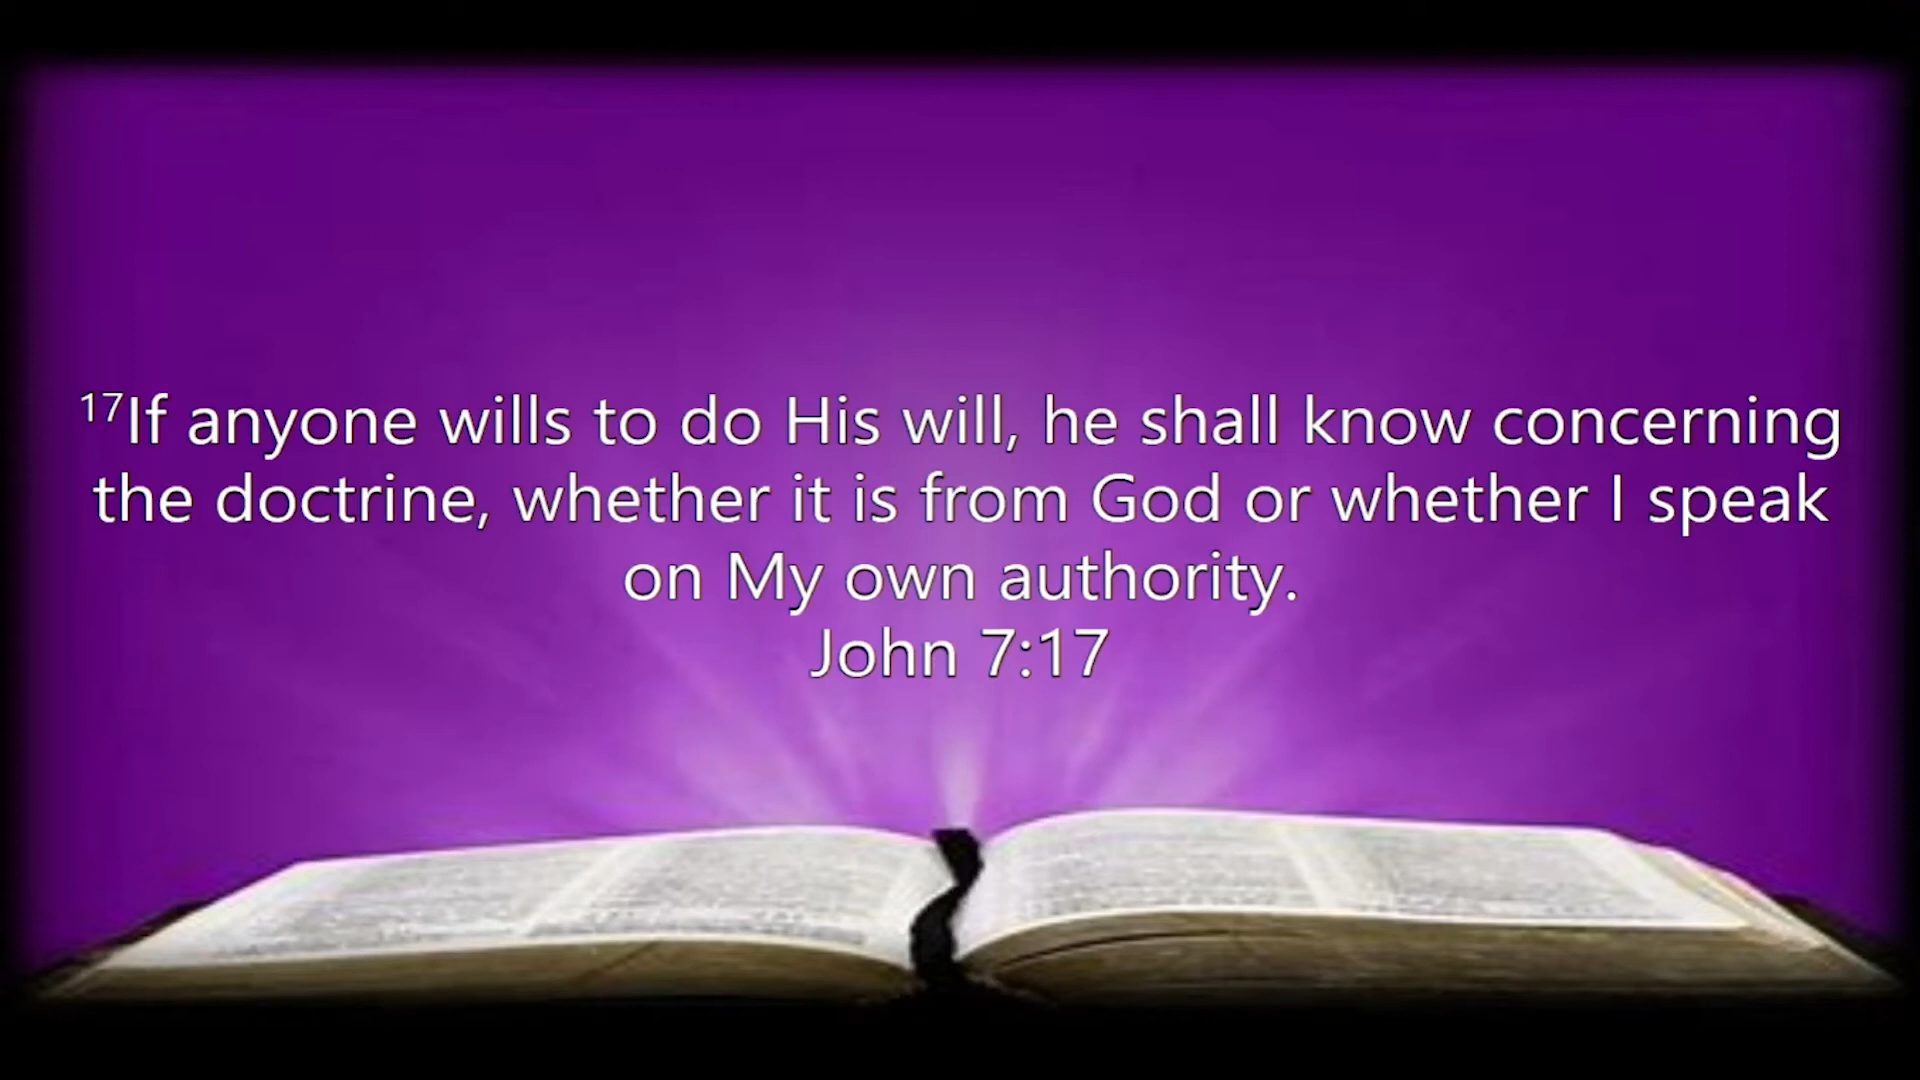 ¹⁷If anyone wills to do His will, he shall know concerning
the doctrine, whether it is from God or whether I speak
on My own authority.
John 7:17